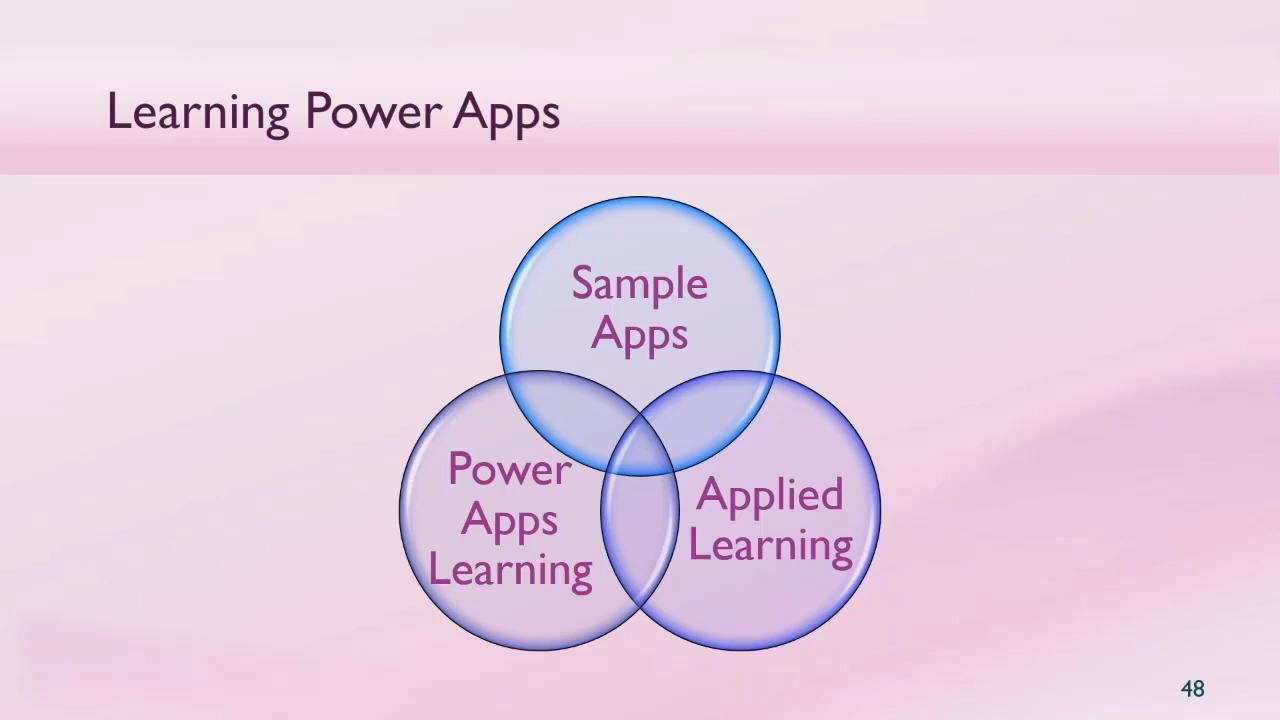 Learning Power Apps
Sample
Apps
Power
Apps
Learning
Applied
Learning
48